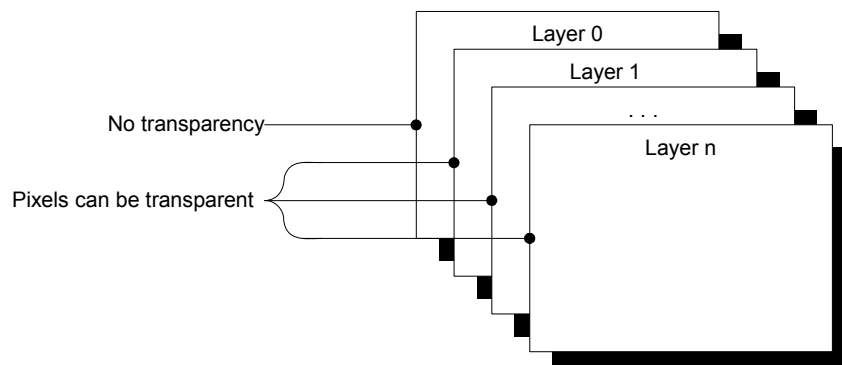 Layer 0
Layer 1
No transparency
. . .
Layer n
Pixels can be transparent